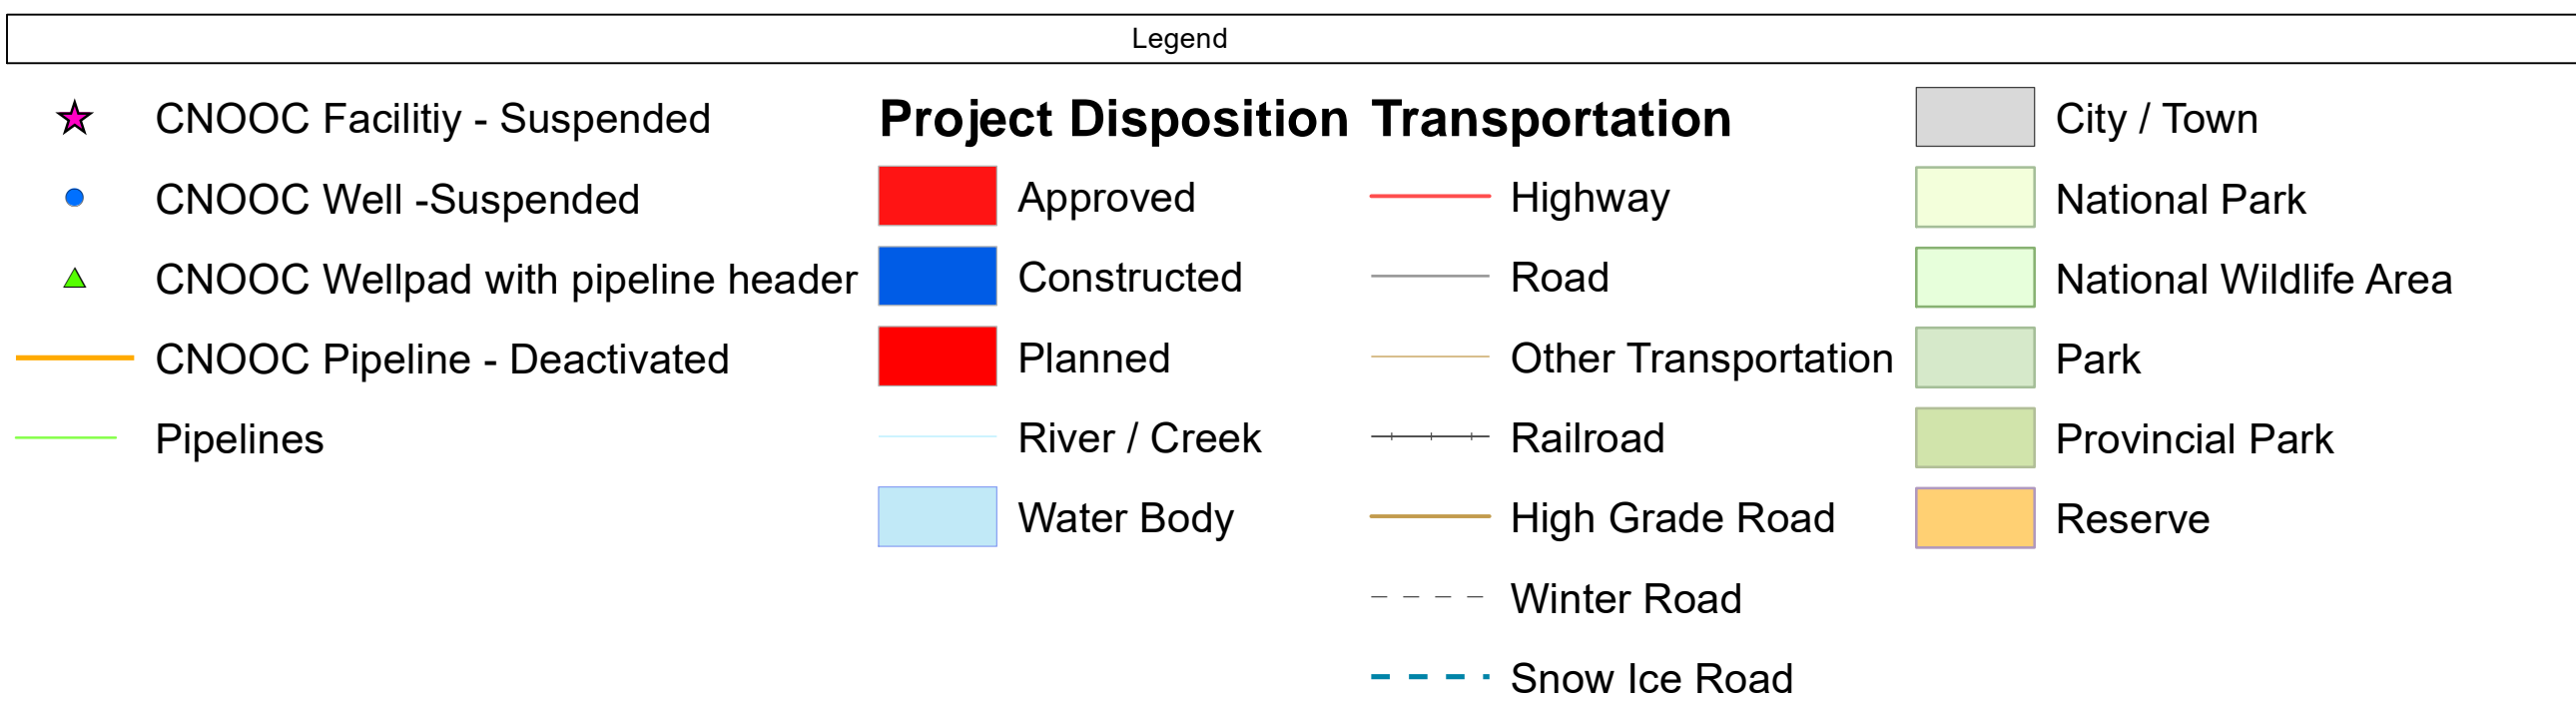 Legend
CNOOC Facilitiy - Suspended
CNOOC Well -Suspended
CNOOC Wellpad with pipeline header
CNOOC Pipeline - Deactivated
Pipelines
Project Disposition
Approved
Constructed
Planned
River / Creek
Water Body
Transportation
Highway
Road
Other Transportation
Railroad
High Grade Road
Winter Road
Snow Ice Road
City / Town
National Park
National Wildlife Area
Park
Provincial Park
Reserve